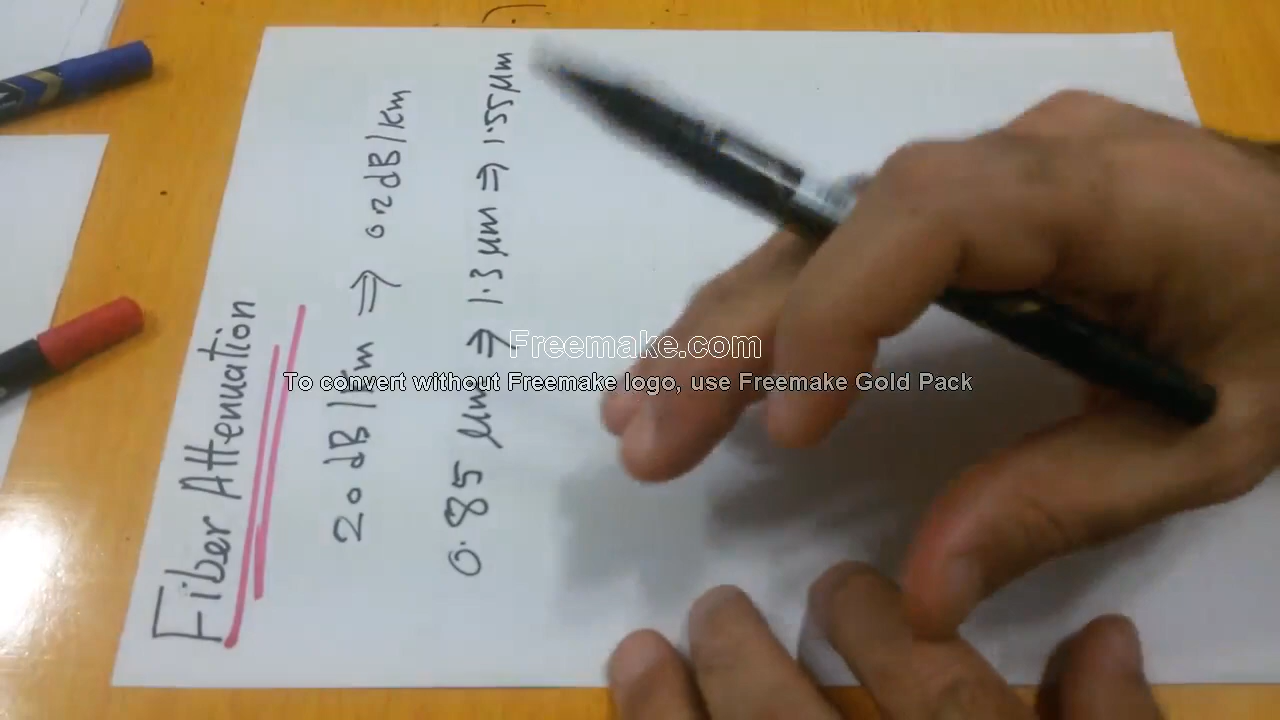 Fiber Attenuation
20 dB/km ⇒ 0.2 dB/km
0.85 μm ⇒ 1.3 μm ⇒ 1.55 μm
Freemake.com
To convert without Freemake logo, use Freemake Gold Pack